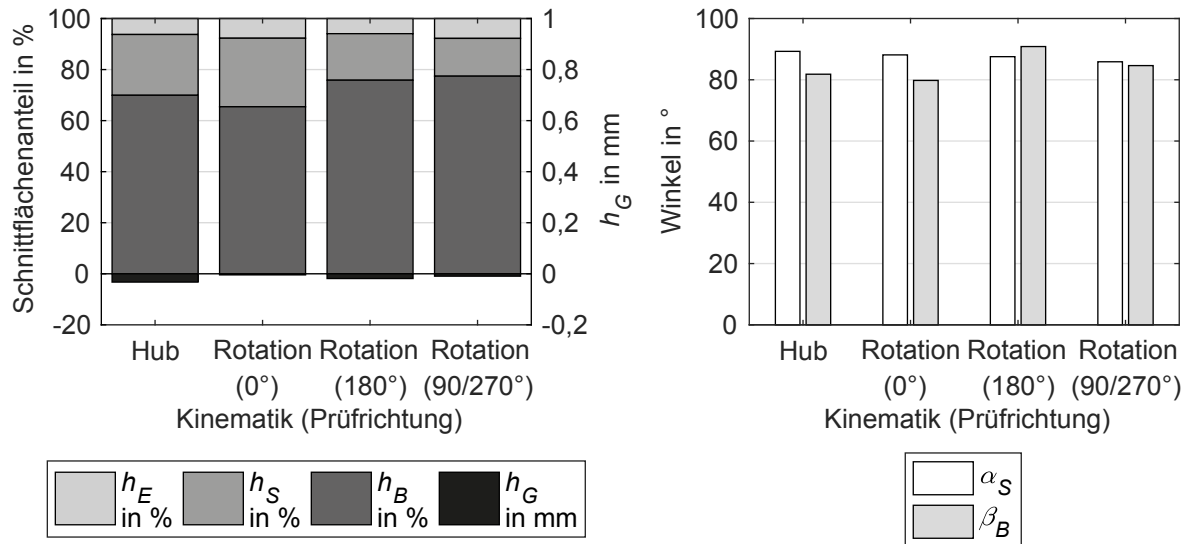 Schnittflächenanteil in %
100
80
60
40
20
0
-20
1
0,8
0,6
0,4
0,2
0
-0,2
h_G in mm
Hub
Rotation (0°)
Rotation (180°)
Rotation (90/270°)
Kinematik (Prüfrichtung)
h_E in %
h_S in %
h_B in %
h_G in mm
Winkel in °
100
80
60
40
20
0
Hub
Rotation (0°)
Rotation (180°)
Rotation (90/270°)
Kinematik (Prüfrichtung)
α_S
β_B